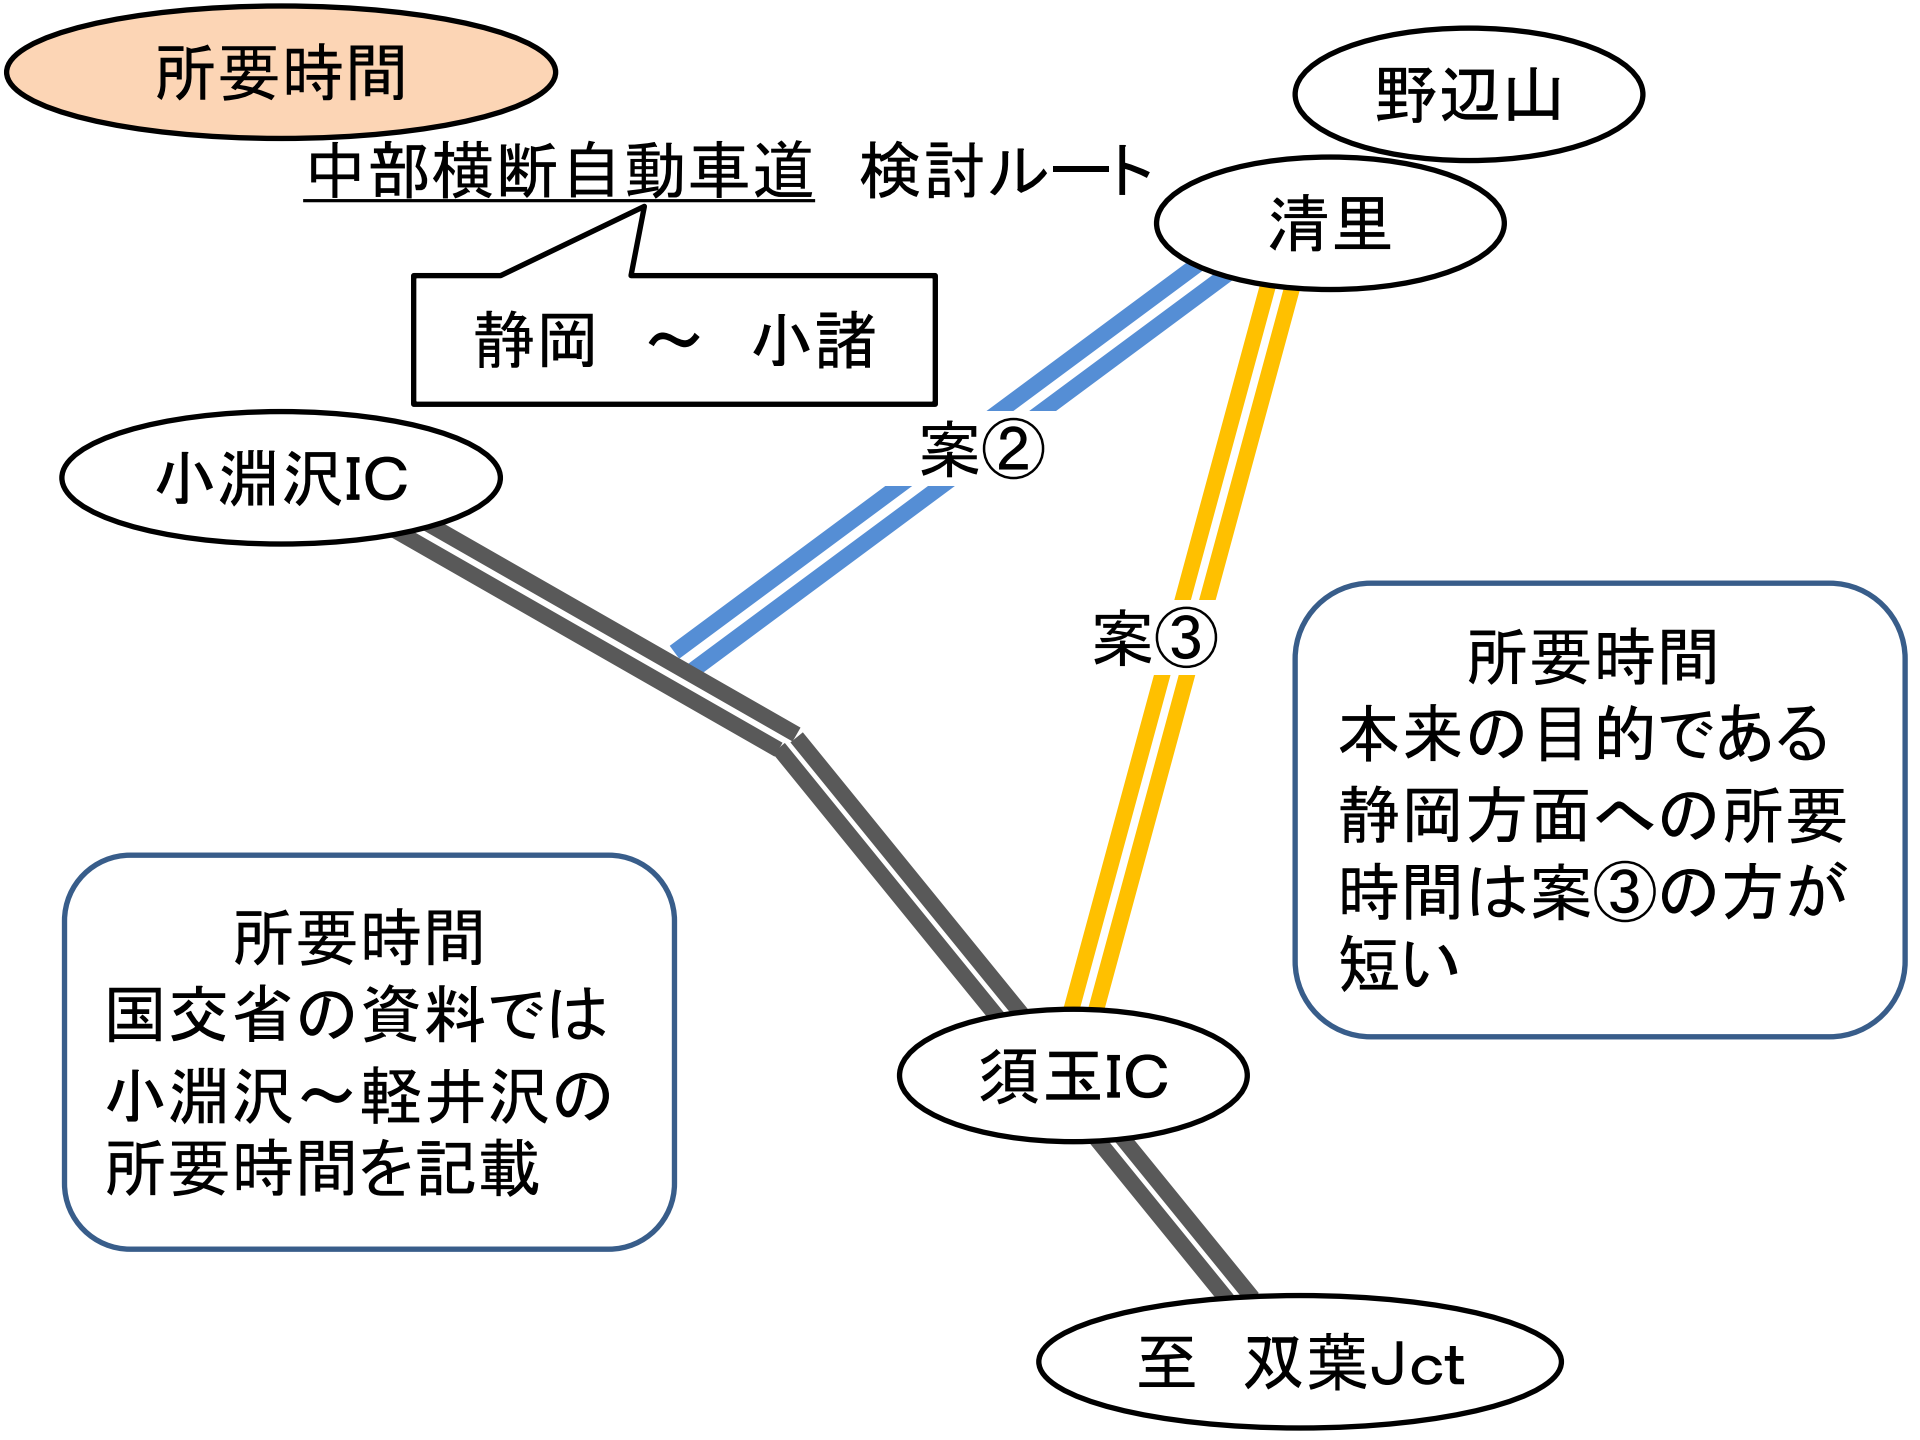 所要時間
野辺山
中部横断自動車道　検討ルート
清里
静岡　～　小諸
案②
小淵沢IC
案③
所要時間
本来の目的である
静岡方面への所要
時間は案③の方が
短い
所要時間
国交省の資料では
小淵沢～軽井沢の
所要時間を記載
須玉IC
至　双葉Jct